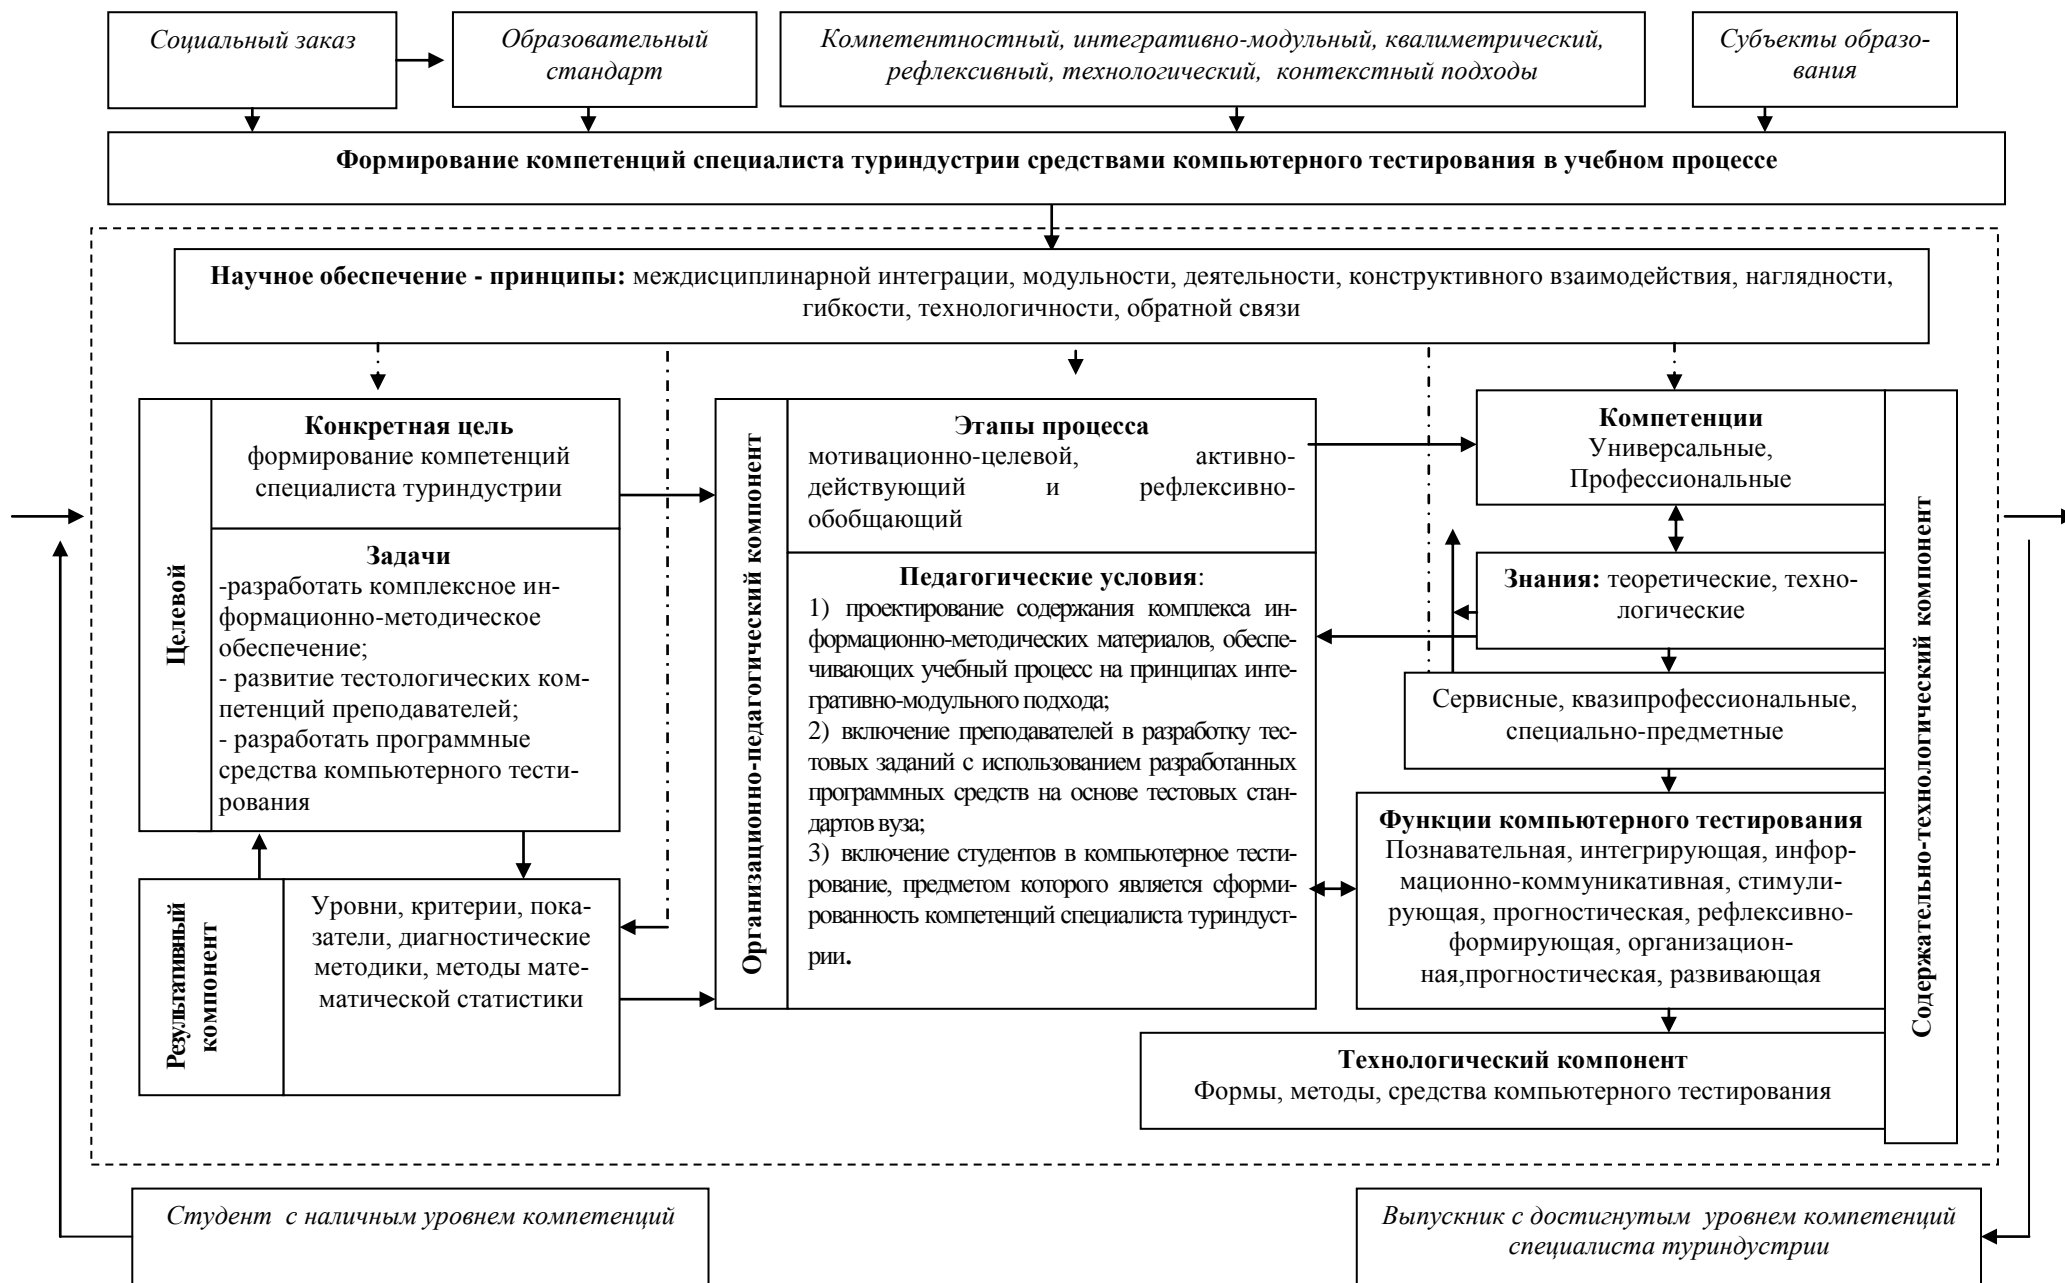 Социальный заказ
Образовательный
стандарт
Компетентностный, интегративно-модульный, квалиметрический,
рефлексивный, технологический, контекстный подходы
Субъекты образо-
вания
Формирование компетенций специалиста туриндустрии средствами компьютерного тестирования в учебном процессе
Научное обеспечение - принципы: междисциплинарной интеграции, модульности, деятельности, конструктивного взаимодействия, наглядности,
гибкости, технологичности, обратной связи
Целевой
Конкретная цель
формирование компетенций
специалиста туриндустрии
Задачи
-разработать комплексное ин-
формационно-методическое
обеспечение;
- развитие тестологических ком-
петенций преподавателей;
- разработать программные
средства компьютерного тести-
рования
Результативный
компонент
Уровни, критерии, пока-
затели, диагностические
методики, методы мате-
матической статистики
Организационно-педагогический компонент
Этапы процесса
мотивационно-целевой, активно-
действующий и рефлексивно-
обобщающий
Педагогические условия:
1) проектирование содержания комплекса ин-
формационно-методических материалов, обеспе-
чивающих учебный процесс на принципах инте-
гративно-модульного подхода;
2) включение преподавателей в разработку тес-
товых заданий с использованием разработанных
программных средств на основе тестовых стан-
дартов вуза;
3) включение студентов в компьютерное тести-
рование, предметом которого является сформи-
рованность компетенций специалиста туриндуст-
рии.
Компетенции
Универсальные,
Профессиональные
Знания: теоретические, техно-
логические
Сервисные, квазипрофессиональные,
специально-предметные
Функции компьютерного тестирования
Познавательная, интегрирующая, инфор-
мационно-коммуникативная, стимули-
рующая, прогностическая, рефлексивно-
формирующая, организацион-
ная,прогностическая, развивающая
Технологический компонент
Формы, методы, средства компьютерного тестирования
Содержательно-технологический компонент
Студент с наличным уровнем компетенций
Выпускник с достигнутым уровнем компетенций
специалиста туриндустрии